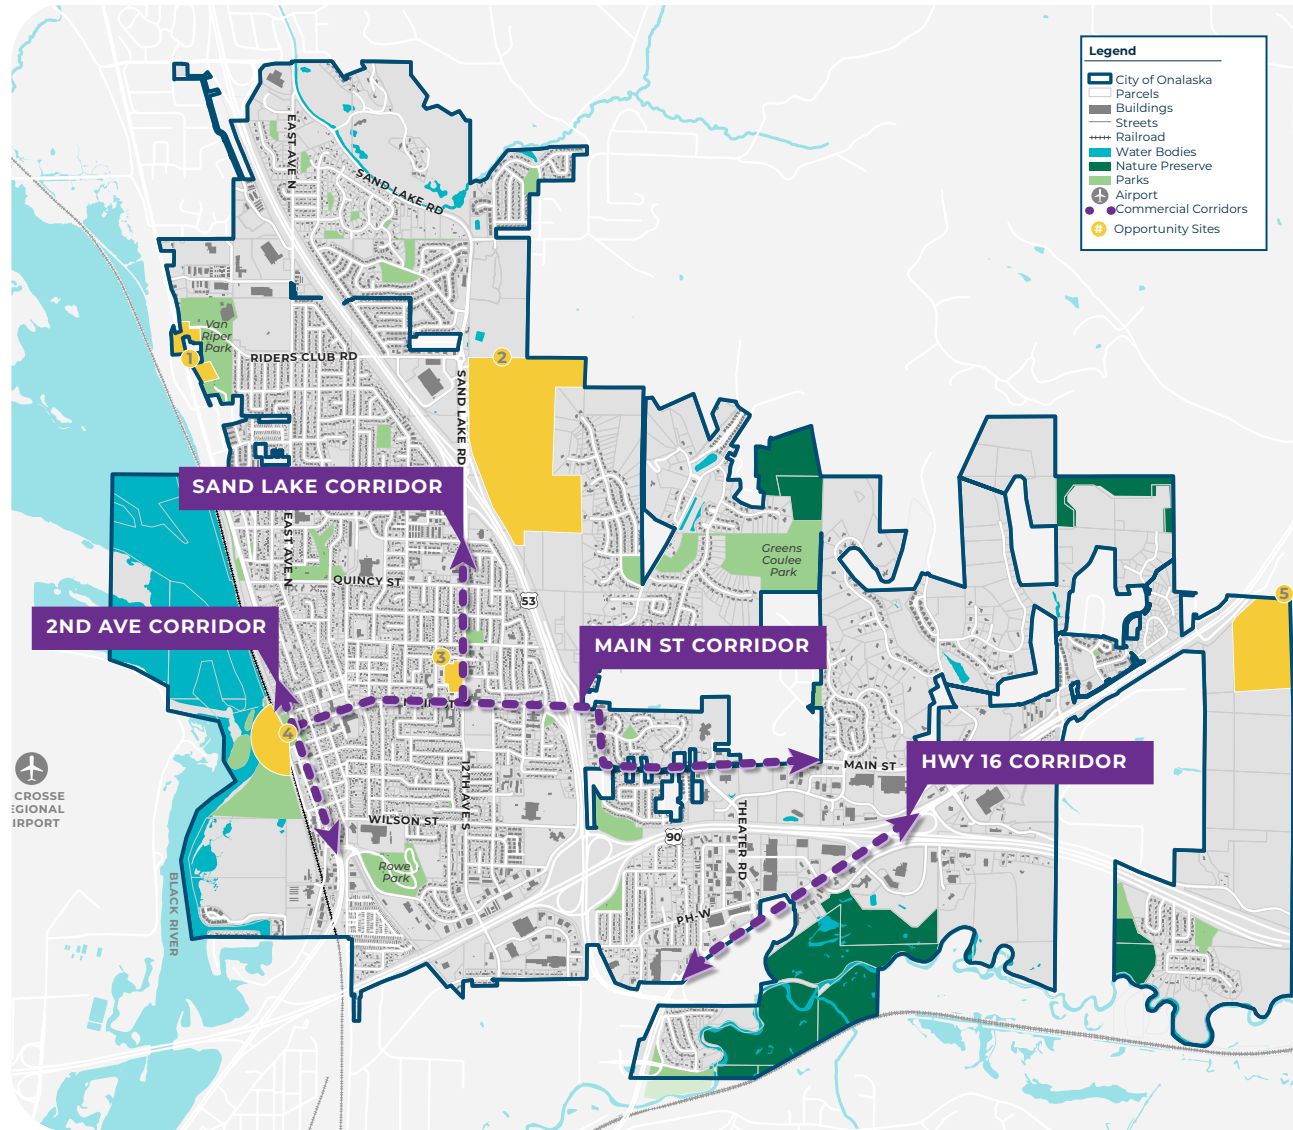 Legend
City of Onalaska
Parcels
Buildings
Streets
Railroad
Water Bodies
Nature Preserve
Parks
Airport
Commercial Corridors
# Opportunity Sites
EAST AVE N
SAND LAKE RD
Van
Riper
Park
1
RIDERS CLUB RD
2
SAND LAKE RD
SAND LAKE CORRIDOR
EAST AVE N
QUINCY ST
Greens
Coulee
Park
53
5
2ND AVE CORRIDOR
MAIN ST CORRIDOR
3
4
CROSSE
EGIONAL
IRPORT
12TH AVE S
MAIN ST
HWY 16 CORRIDOR
WILSON ST
90
THEATER RD
Rowe
Park
BLACK RIVER
PH-W